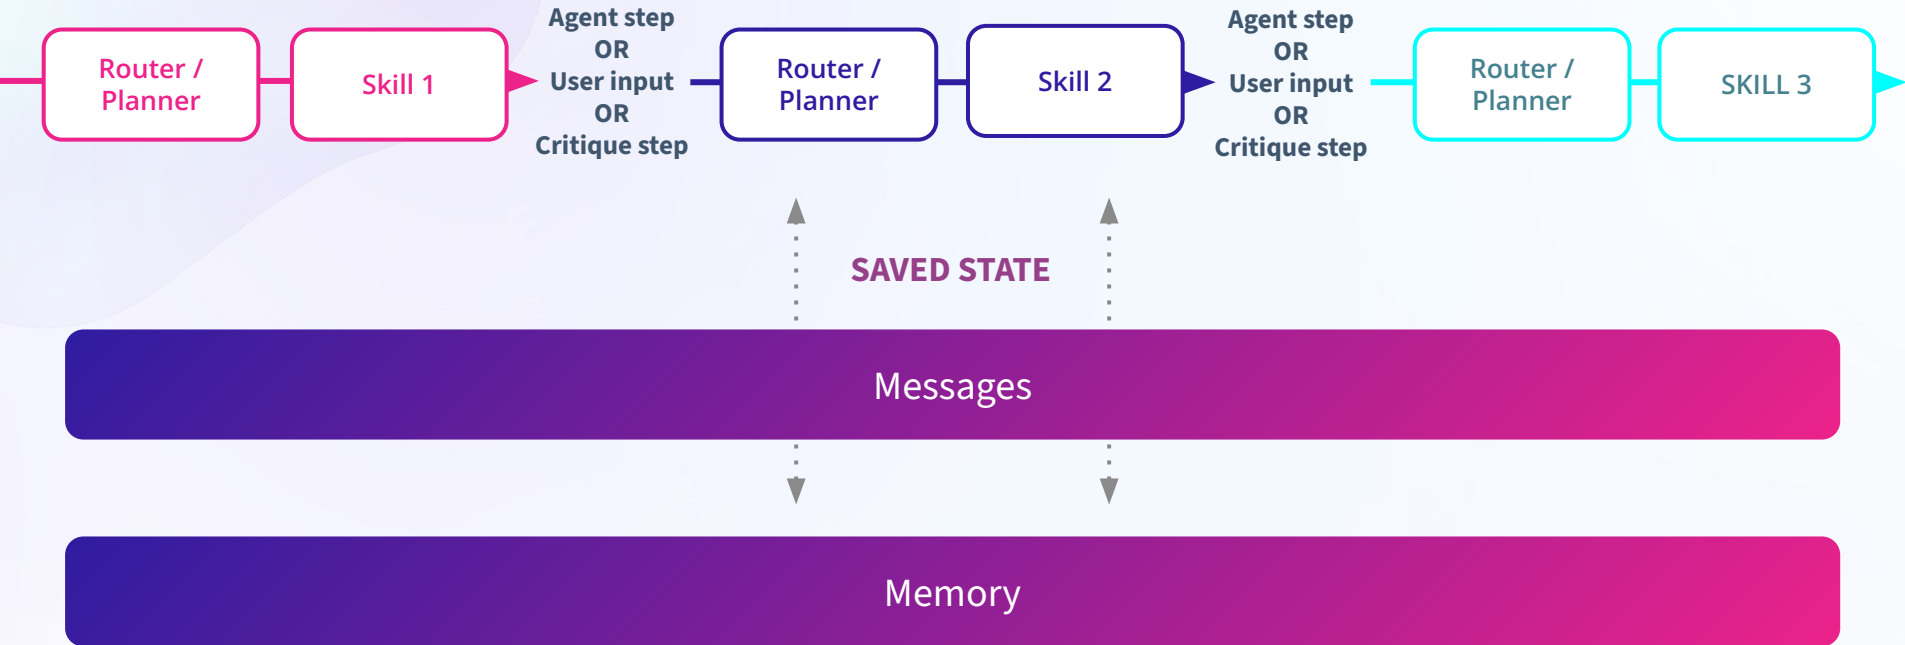 Router /
Planner
Skill 1
Agent step
OR
User input
OR
Critique step
Router /
Planner
Skill 2
Agent step
OR
User input
OR
Critique step
Router /
Planner
SKILL 3
SAVED STATE
Messages
Memory